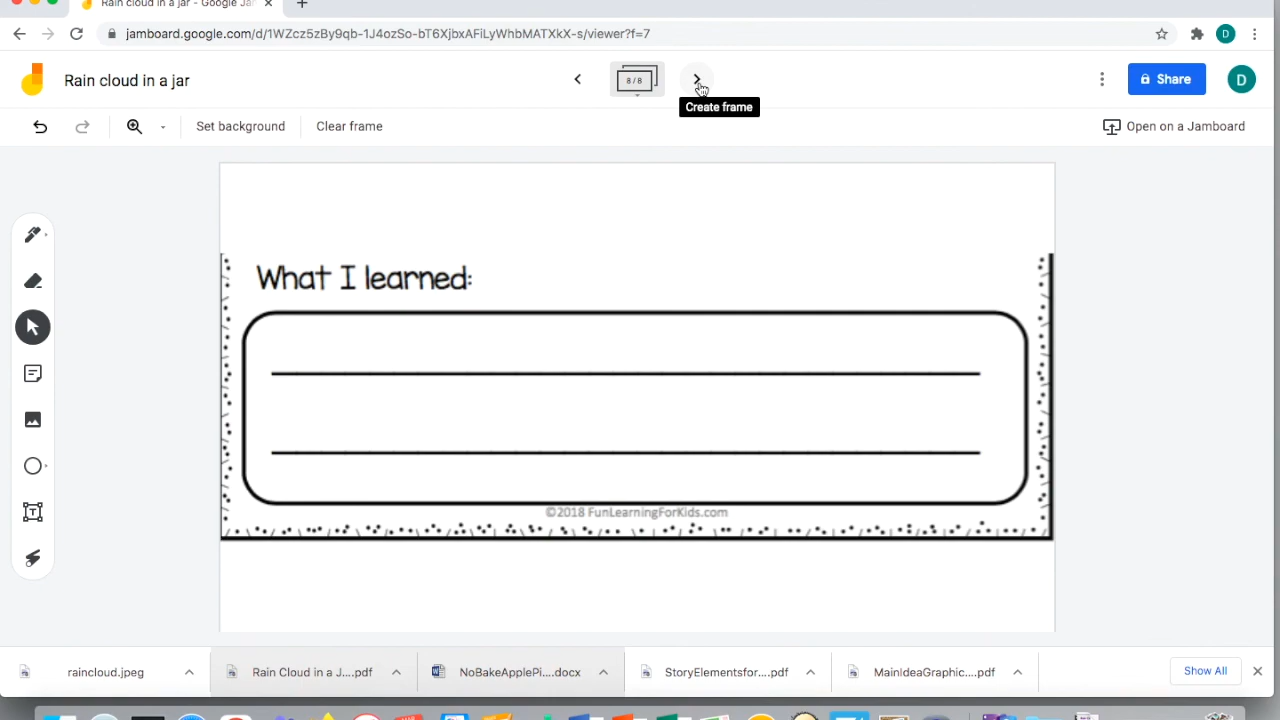 Rain cloud in a jar - Google Ja
jamboard.google.com/d/1WZcz5zBy9qb-1J4ozSo-bT6XjbxAFiLyWhbMATXkX-s/viewer?f=7
D
Rain cloud in a jar
8 / 8
Share
D
Create frame
Set background
Clear frame
Open on a Jamboard
What I learned:
©2018 FunLearningForKids.com
T
raincloud.jpeg
Rain Cloud in a J....pdf
NoBakeApplePi....docx
StoryElementsfor....pdf
MainIdeaGraphic....pdf
Show All